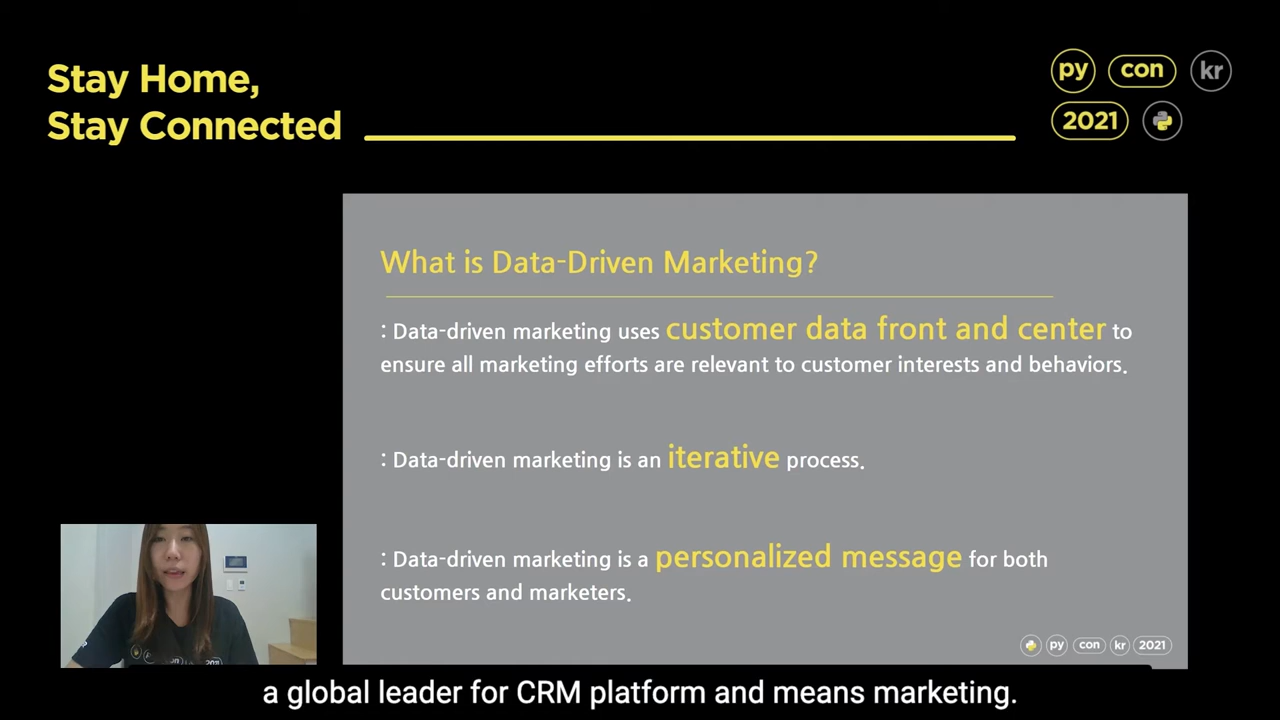 Stay Home,
Stay Connected
py con kr
2021
What is Data-Driven Marketing?
: Data-driven marketing uses customer data front and center to
ensure all marketing efforts are relevant to customer interests and behaviors.
: Data-driven marketing is an iterative process.
: Data-driven marketing is a personalized message for both
customers and marketers.
py con kr 2021
a global leader for CRM platform and means marketing.